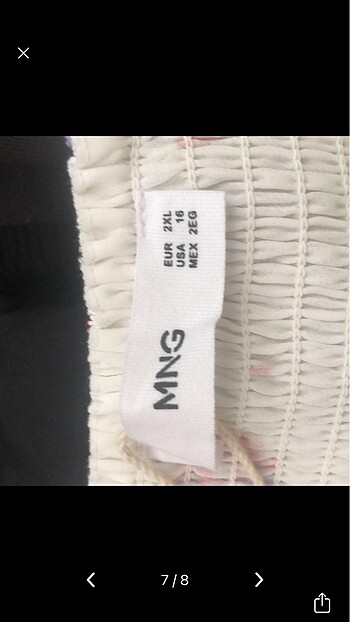 MNG
EUR 2XL
USA 16
MEX 2EG
7/8